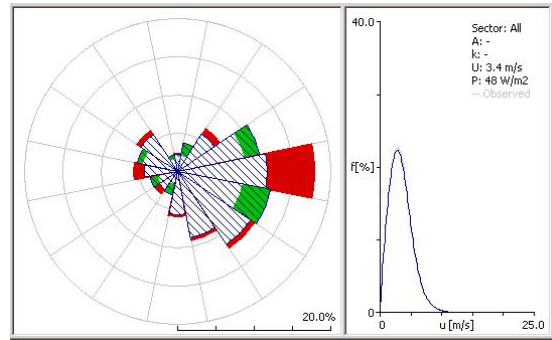 20.0%
40.0
Sector: All
A: -
k: -
U: 3.4 m/s
P: 48 W/m2
-- Observed
f[%]
0
0 u [m/s] 25.0